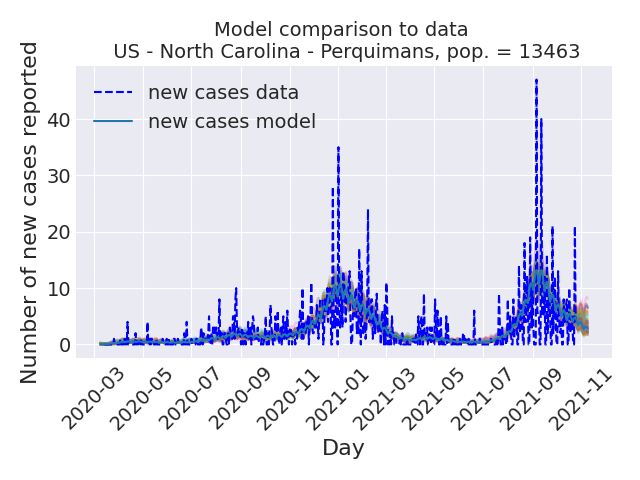 Model comparison to data
US - North Carolina - Perquimans, pop. = 13463
new cases data
new cases model
Number of new cases reported
40
30
20
10
0
2020-03
2020-05
2020-07
2020-09
2020-11
2021-01
2021-03
2021-05
2021-07
2021-09
2021-11
Day